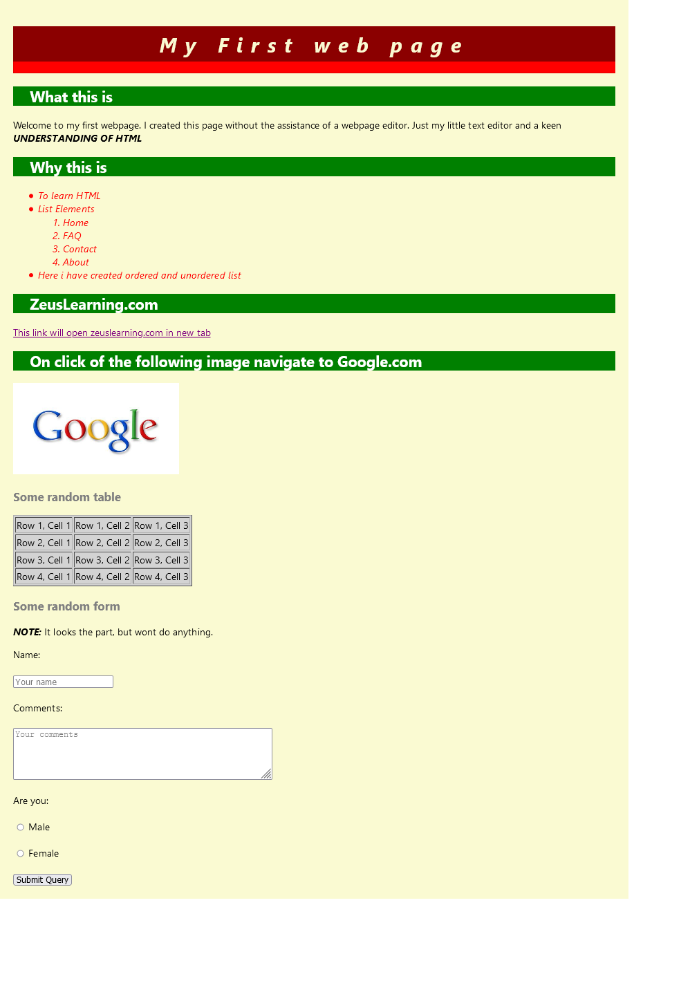 My First web page
What this is
Welcome to my first webpage. I created this page without the assistance of a webpage editor. Just my little text editor and a keen
UNDERSTANDING OF HTML
Why this is
• To learn HTML
• List Elements
1. Home
2. FAQ
3. Contact
4. About
• Here i have created ordered and unordered list
ZeusLearning.com
This link will open zeuslearning.com in new tab
On click of the following image navigate to Google.com
Google
Some random table
Row 1, Cell 1 Row 1, Cell 2 Row 1, Cell 3
Row 2, Cell 1 Row 2, Cell 2 Row 2, Cell 3
Row 3, Cell 1 Row 3, Cell 2 Row 3, Cell 3
Row 4, Cell 1 Row 4, Cell 2 Row 4, Cell 3
Some random form
NOTE: It looks the part, but wont do anything.
Name:
Your name
Comments:
Your comments
Are you:
Male
Female
Submit Query